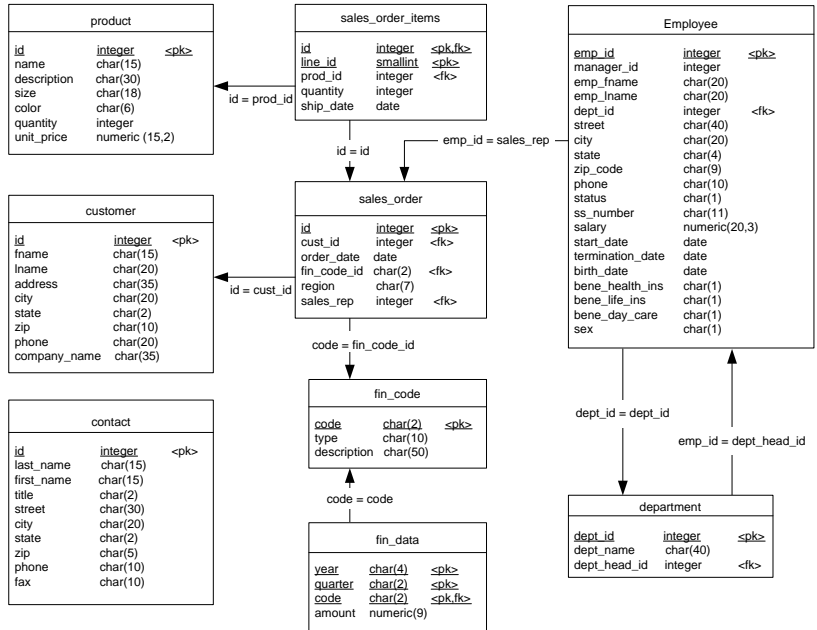 product
id integer <pk>
name char(15)
description char(30)
size char(18)
color char(6)
quantity integer
unit_price numeric (15,2)
sales_order_items
id integer <pk,fk>
line_id smallint <pk>
prod_id integer <fk>
quantity integer
ship_date date
Employee
emp_id integer <pk>
manager_id integer
emp_fname char(20)
emp_lname char(20)
dept_id integer <fk>
street char(40)
city char(20)
state char(4)
zip_code char(9)
phone char(10)
status char(1)
ss_number char(11)
salary numeric(20,3)
start_date date
termination_date date
birth_date date
bene_health_ins char(1)
bene_life_ins char(1)
bene_day_care char(1)
sex char(1)
id = prod_id
id = id
emp_id = sales_rep
customer
id integer <pk>
fname char(15)
lname char(20)
address char(35)
city char(20)
state char(2)
zip char(10)
phone char(20)
company_name char(35)
sales_order
id integer <pk>
cust_id integer <fk>
order_date date
fin_code_id char(2) <fk>
region char(7)
sales_rep integer <fk>
id = cust_id
code = fin_code_id
contact
id integer <pk>
last_name char(15)
first_name char(15)
title char(2)
street char(30)
city char(20)
state char(2)
zip char(5)
phone char(10)
fax char(10)
fin_code
code char(2) <pk>
type char(10)
description char(50)
code = code
fin_data
year char(4) <pk>
quarter char(2) <pk>
code char(2) <pk,fk>
amount numeric(9)
dept_id = dept_id
emp_id = dept_head_id
department
dept_id integer <pk>
dept_name char(40)
dept_head_id integer <fk>